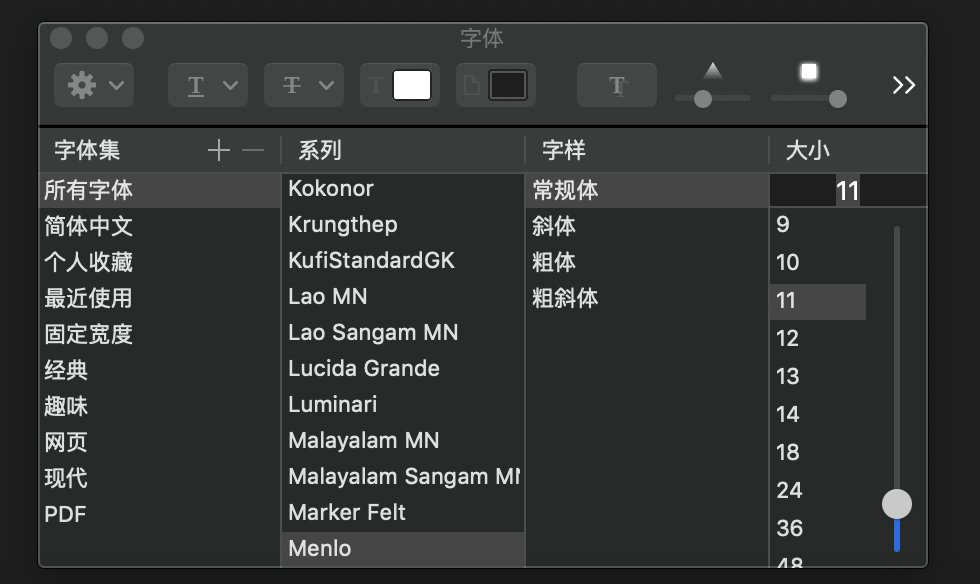 字体
字体集
系列
字样
大小
所有字体
简体中文
个人收藏
最近使用
固定宽度
经典
趣味
网页
现代
PDF
Kokonor
Krungthep
KufiStandardGK
Lao MN
Lao Sangam MN
Lucida Grande
Luminari
Malayalam MN
Malayalam Sangam MN
Marker Felt
Menlo
常规体
斜体
粗体
粗斜体
11
9
10
11
12
13
14
18
24
36
48